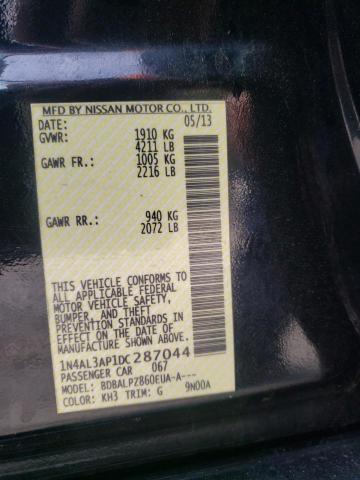 MFD BY NISSAN MOTOR CO., LTD.
DATE: 05/13
GVWR: 1910 KG
4211 LB
GAWR FR.: 1005 KG
2216 LB
GAWR RR.: 940 KG
2072 LB
THIS VEHICLE CONFORMS TO
ALL APPLICABLE FEDERAL
MOTOR VEHICLE SAFETY,
BUMPER, AND THEFT
PREVENTION STANDARDS IN
EFFECT ON THE DATE OF
MANUFACTURE SHOWN ABOVE.
1N4AL3AP1DC287044
PASSENGER CAR 067
MODEL: BDBALPZ860EUA-A---
COLOR: KH3 TRIM: G 9N00A